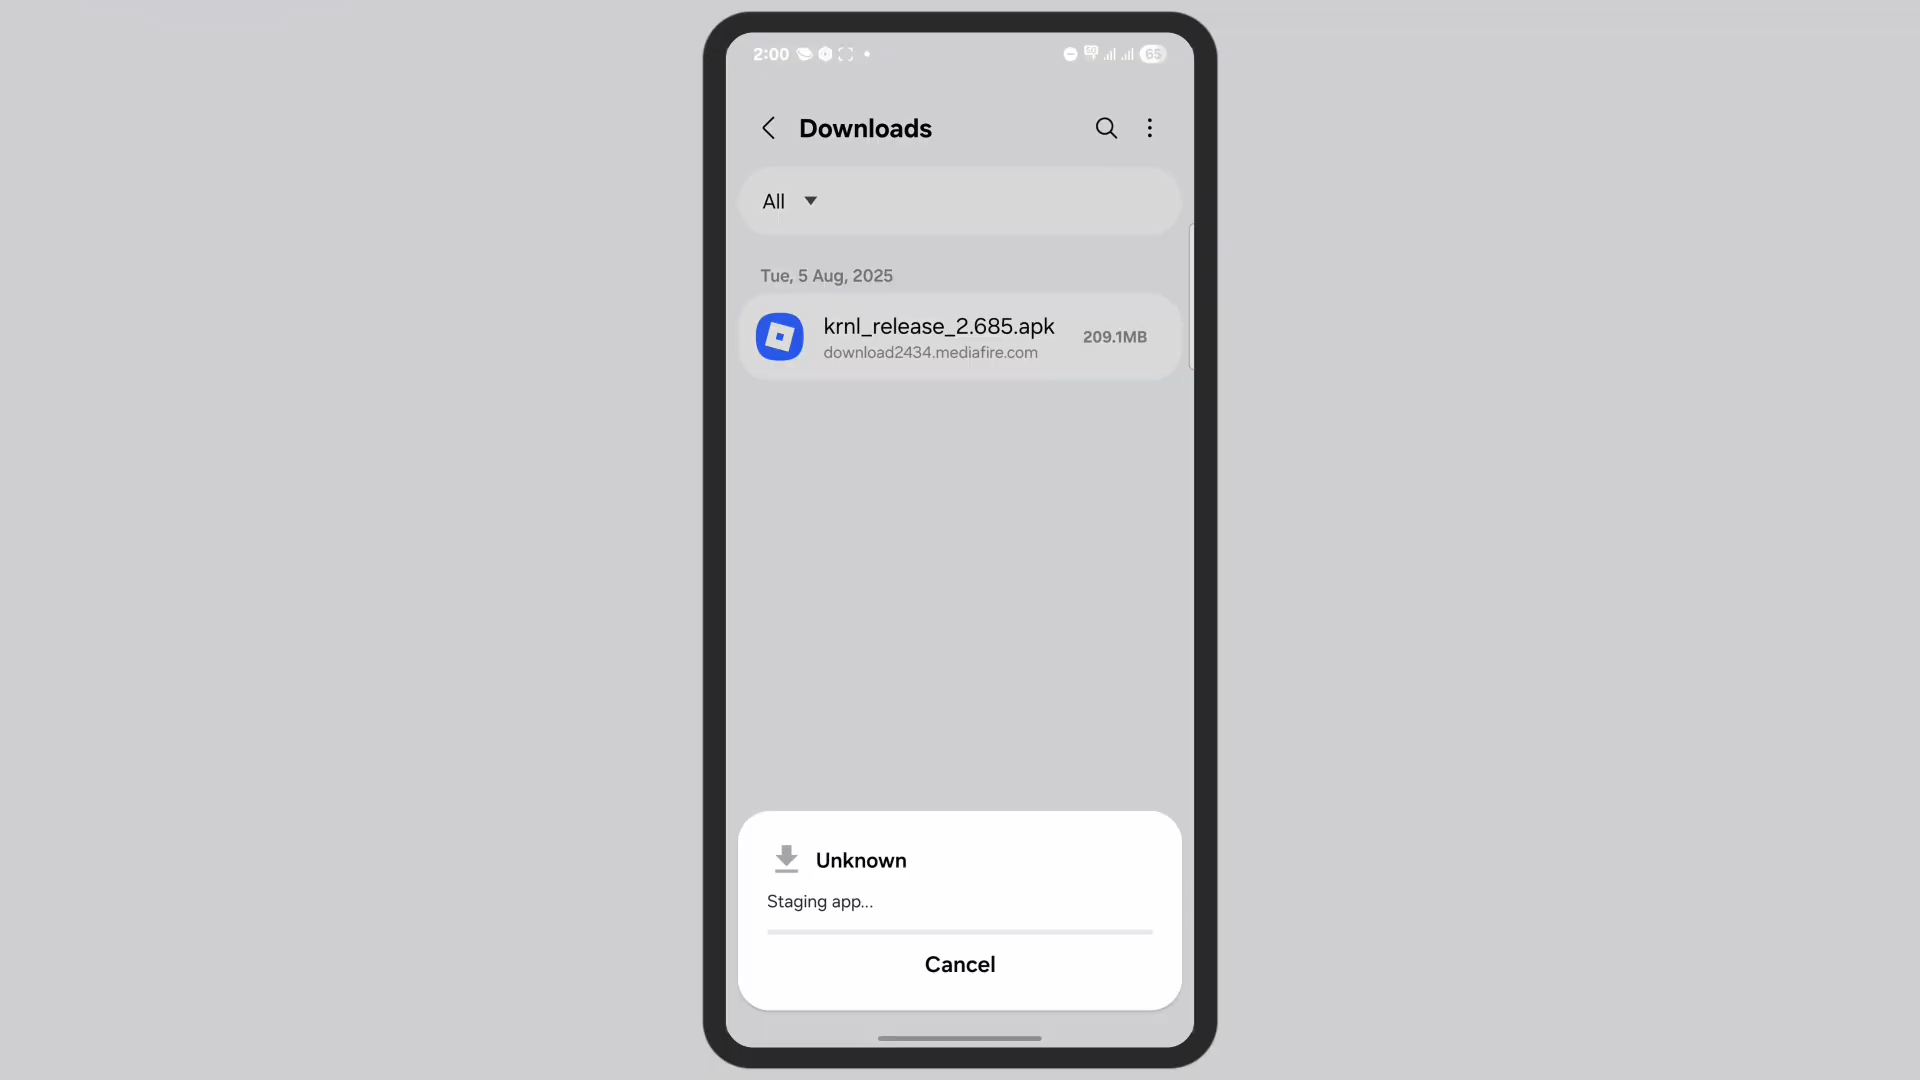 2:00
65
Downloads
All
Tue, 5 Aug, 2025
krnl_release_2.685.apk
209.1MB
download2434.mediafire.com
Unknown
Staging app...
Cancel